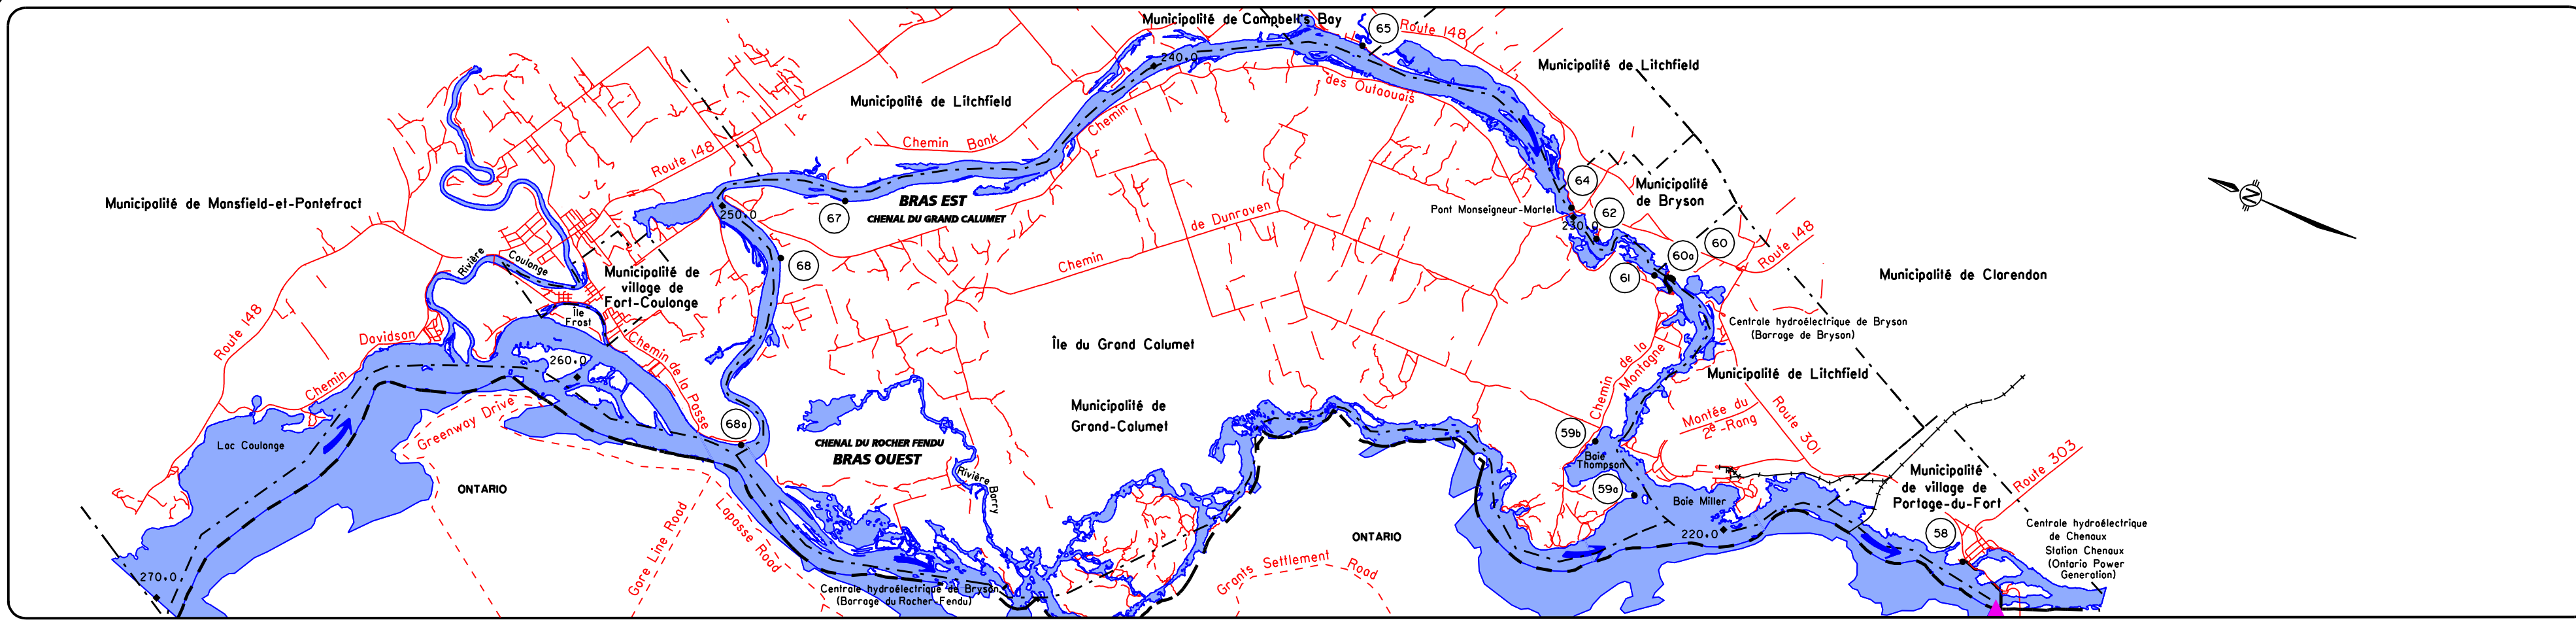 Municipalité de Campbell's Bay
65
Route 148
240.0
Municipalité de Litchfield
des Outaouais
Municipalité de Litchfield
Chemin
Chemin Bank
Route 148
Municipalité de Mansfield-et-Pontefract
BRAS EST
CHENAL DU GRAND CALUMET
67
250.0
68
64
Municipalité
de Bryson
Pont Monseigneur-Martel
62
230.0
60
60a
61
Route 148
N
Chemin de Dunraven
Rivière Coulonge
Municipalité de
village de
Fort-Coulonge
Île
Frost
Municipalité de Clarendon
Centrale hydroélectrique de Bryson
(Barrage de Bryson)
Route 148
Chemin Davidson
Chemin de la Passe
260.0
Île du Grand Calumet
Chemin de la
Montagne
Municipalité de Litchfield
Municipalité de
Grand-Calumet
Greenway Drive
Lac Coulonge
68a
CHENAL DU ROCHER FENDU
BRAS OUEST
Rivière Barry
59b
Baie
Thompson
59a
Baie Miller
Montée du
2e-Rang
Route 301
Municipalité
de village de
Portage-du-Fort
Route 303
ONTARIO
Gore Line Road
Lapasse Road
ONTARIO
Grants Settlement Road
220.0
58
Centrale hydroélectrique
de Chenaux
Station Chenaux
(Ontario Power
Generation)
270.0
Centrale hydroélectrique de Bryson
(Barrage du Rocher-Fendu)